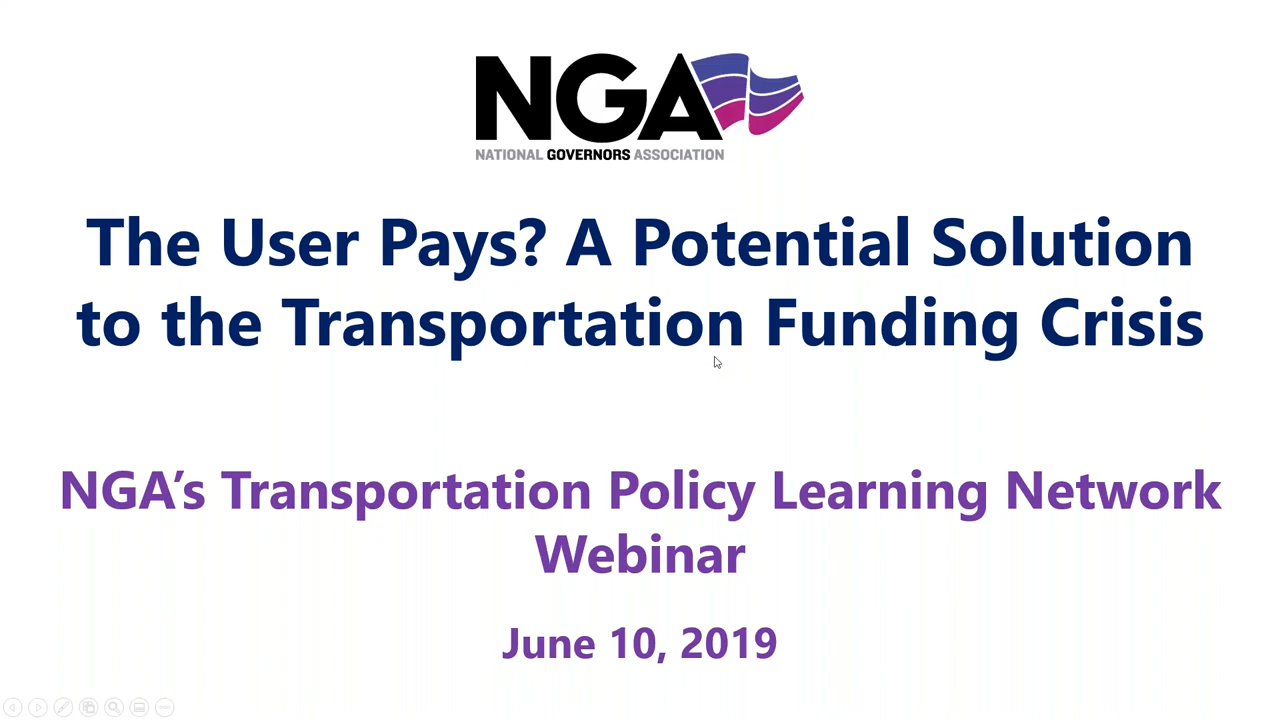 NGA
NATIONAL GOVERNORS ASSOCIATION
The User Pays? A Potential Solution
to the Transportation Funding Crisis
NGA’s Transportation Policy Learning Network
Webinar
June 10, 2019